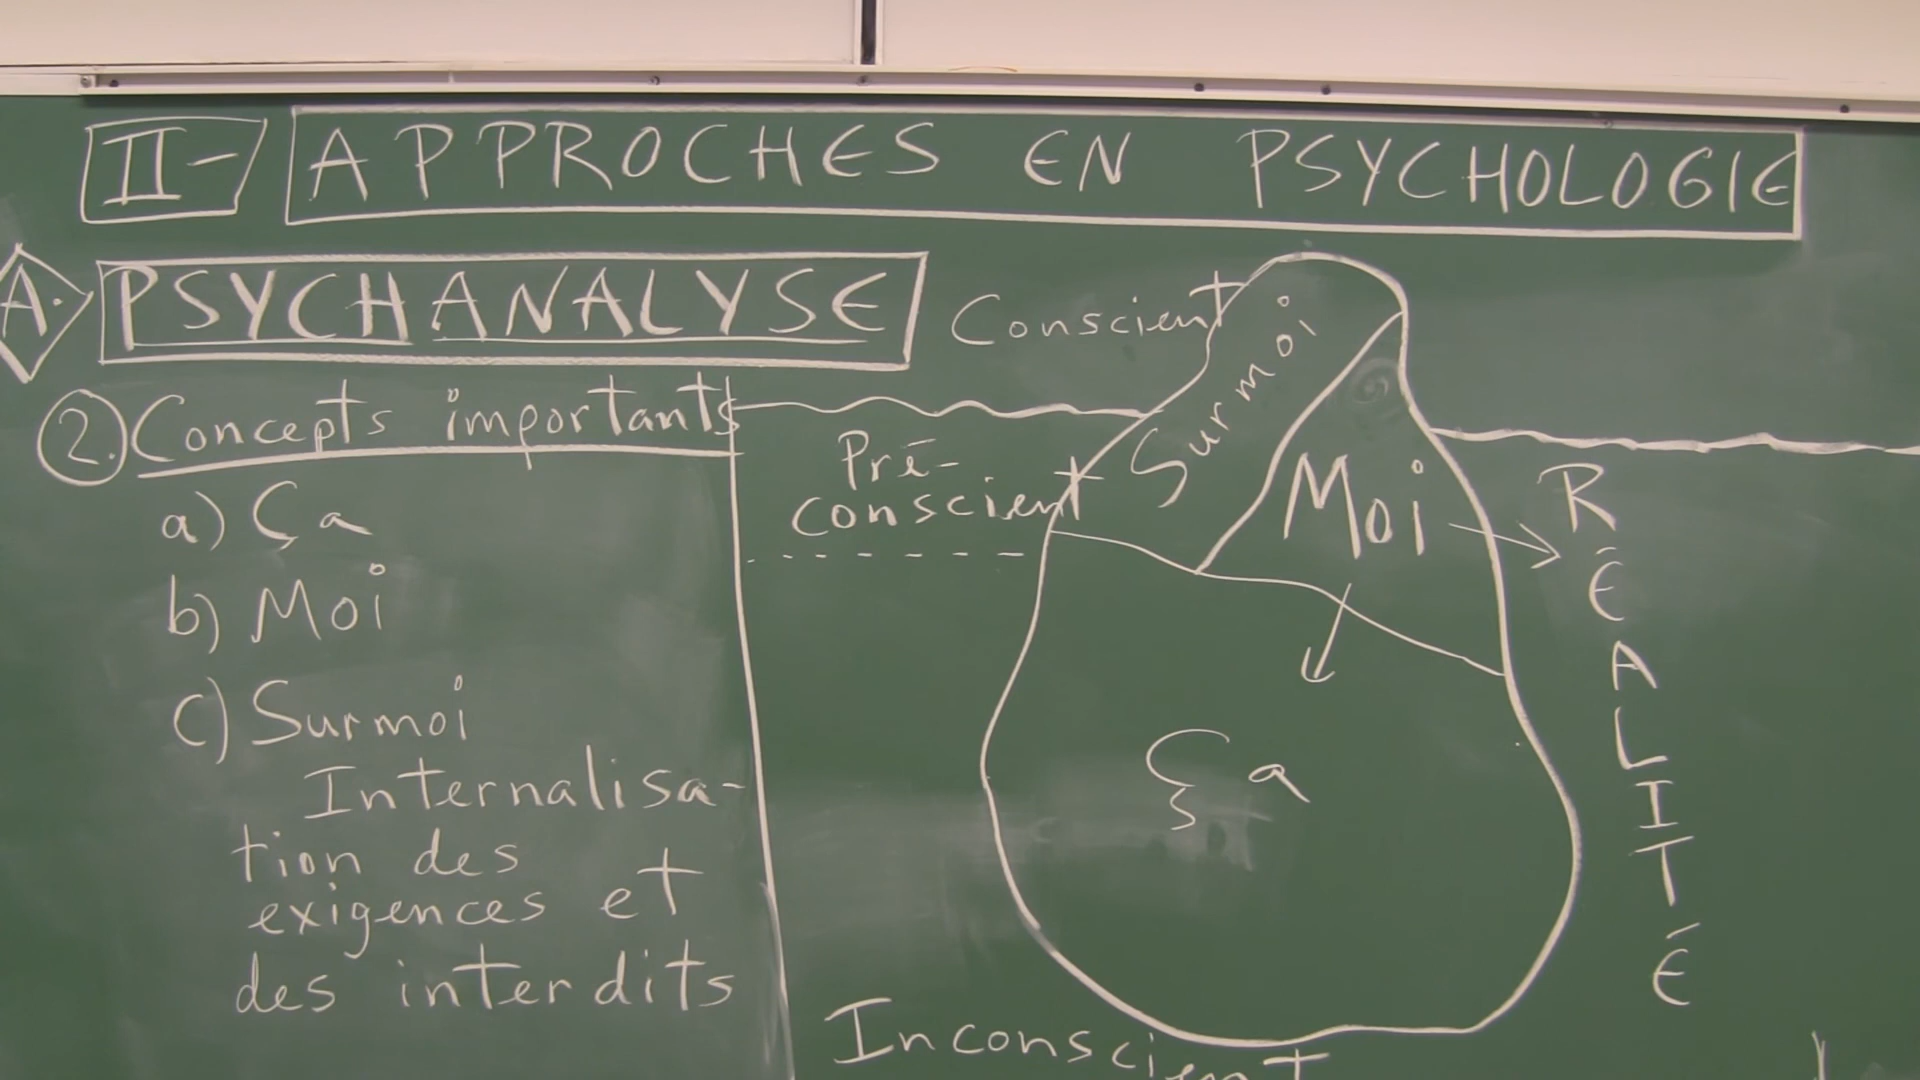 II- APPROCHES EN PSYCHOLOGIE
A. PSYCHANALYSE
2. Concepts importants
a) Ça
b) Moi
c) Surmoi
Internalisa-
tion des
exigences et
des interdits
Conscient
Pré-
conscient
Surmoi
Moi
Ça
Inconscient
RÉALITÉ